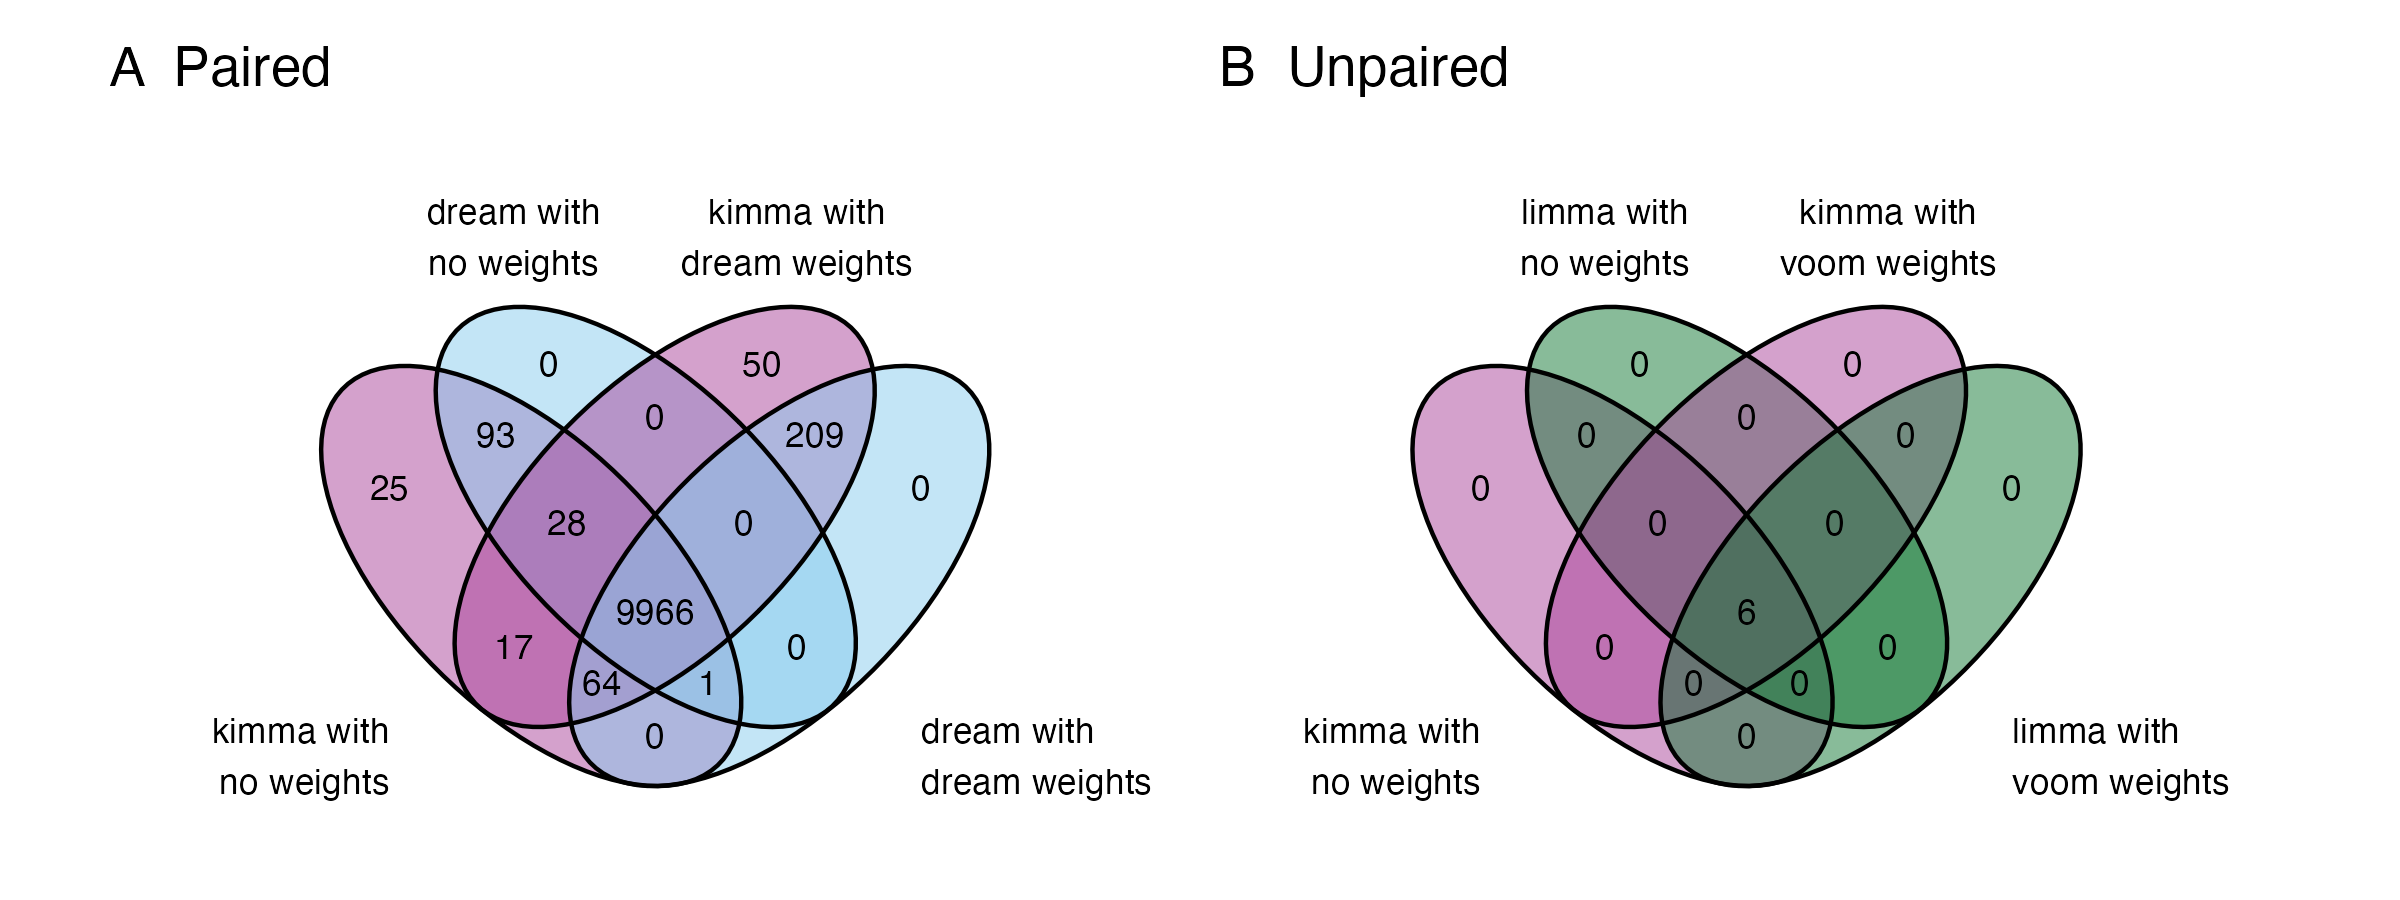 A Paired
dream with
no weights
kimma with
dream weights
0
50
93
0
209
25
0
28
0
9966
17
0
64
1
0
kimma with
no weights
dream with
dream weights
B Unpaired
limma with
no weights
kimma with
voom weights
0
0
0
0
0
0
0
0
0
6
0
0
0
0
0
kimma with
no weights
limma with
voom weights